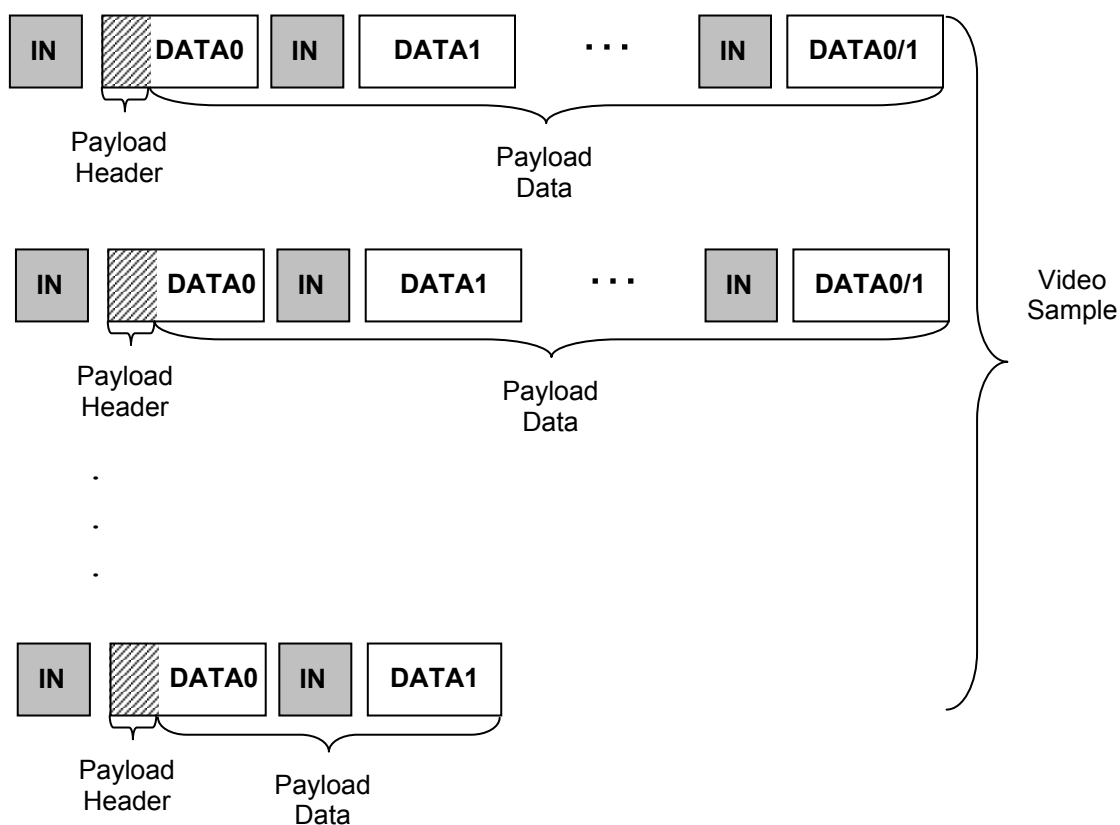 IN DATA0 IN DATA1 ... IN DATA0/1
Payload
Header
Payload
Data
IN DATA0 IN DATA1 ... IN DATA0/1
Video
Sample
Payload
Header
Payload
Data
.
.
.
IN DATA0 IN DATA1
Payload
Header
Payload
Data